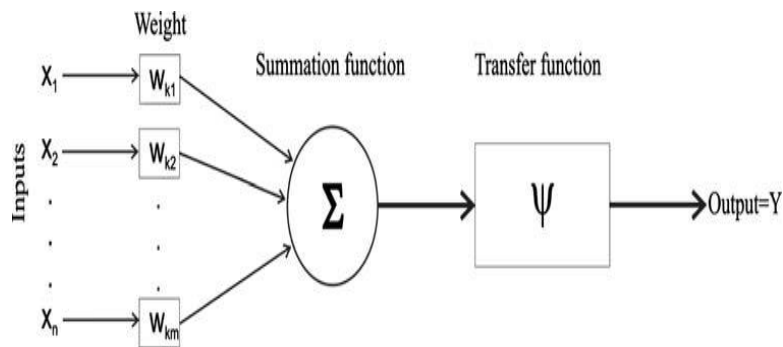 Weight
Summation function
Transfer function
Inputs
X1
Wk1
X2
Wk2
Σ
Ψ
Output=Y
Xn
Wkm